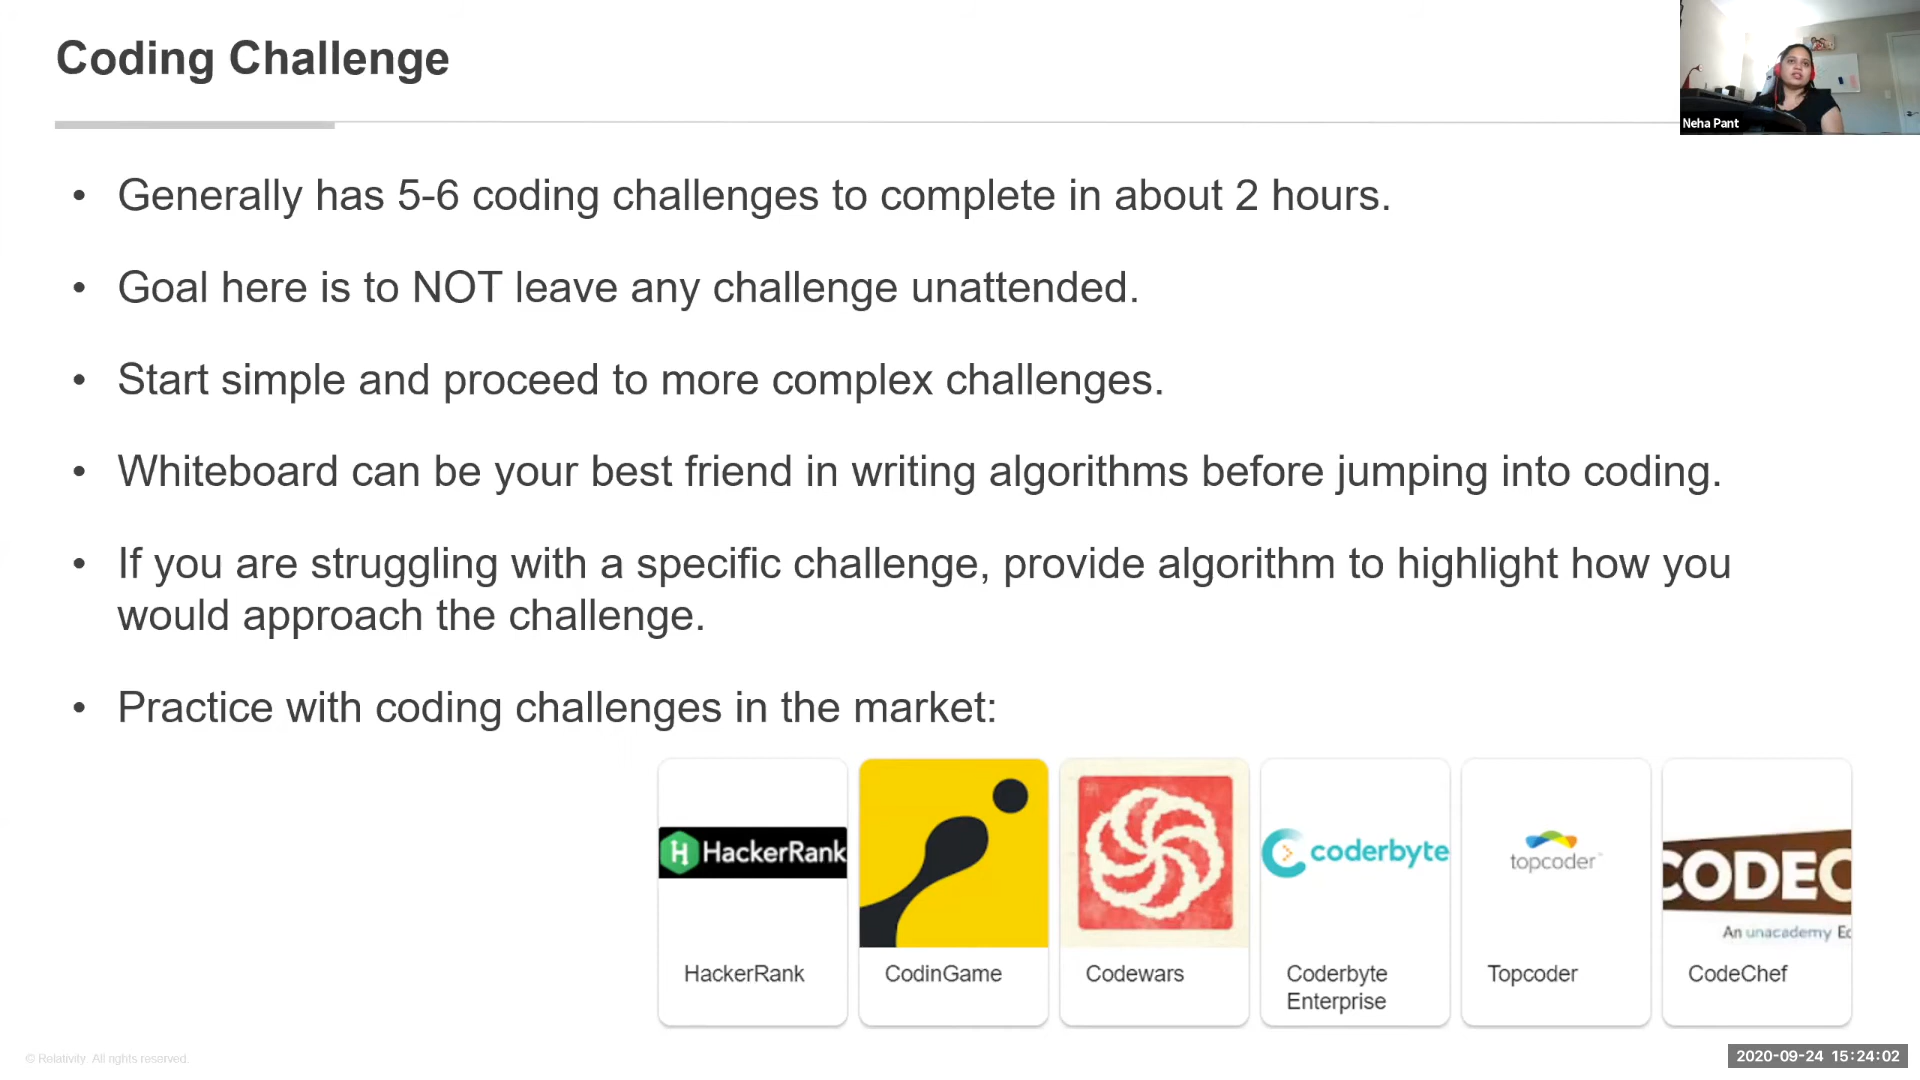 Coding Challenge
Neha Pant
• Generally has 5-6 coding challenges to complete in about 2 hours.
• Goal here is to NOT leave any challenge unattended.
• Start simple and proceed to more complex challenges.
• Whiteboard can be your best friend in writing algorithms before jumping into coding.
• If you are struggling with a specific challenge, provide algorithm to highlight how you
would approach the challenge.
• Practice with coding challenges in the market:
H HackerRank
coderbyte
topcoder™
CODEC
An unacademy Ed
HackerRank
CodinGame
Codewars
Coderbyte
Enterprise
Topcoder
CodeChef
© Relativity. All rights reserved.
2020-09-24 15:24:02